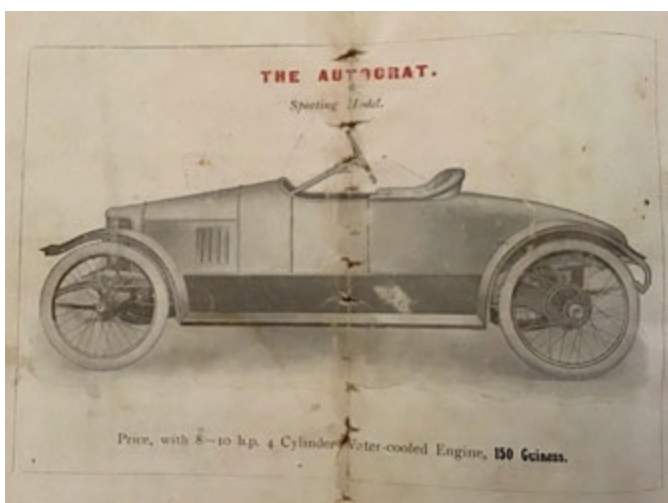 THE AUTOCRAT.
Sporting Model.
Price, with 8—10 h.p. 4 Cylinder Water-cooled Engine, 150 Guineas.